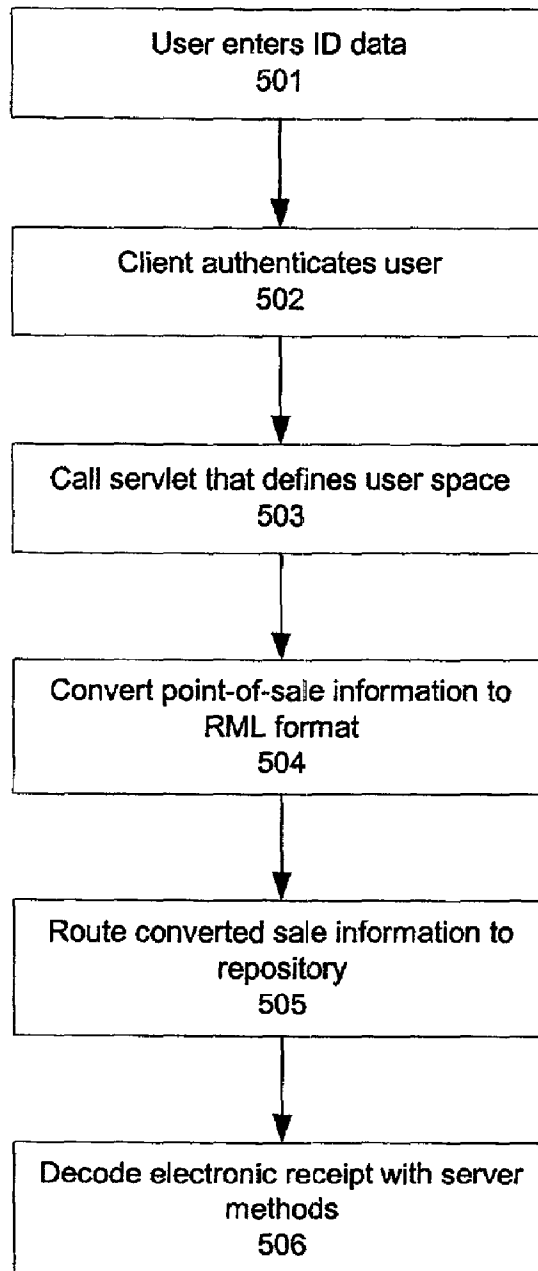 User enters ID data
501
Client authenticates user
502
Call servlet that defines user space
503
Convert point-of-sale information to
RML format
504
Route converted sale information to
repository
505
Decode electronic receipt with server
methods
506